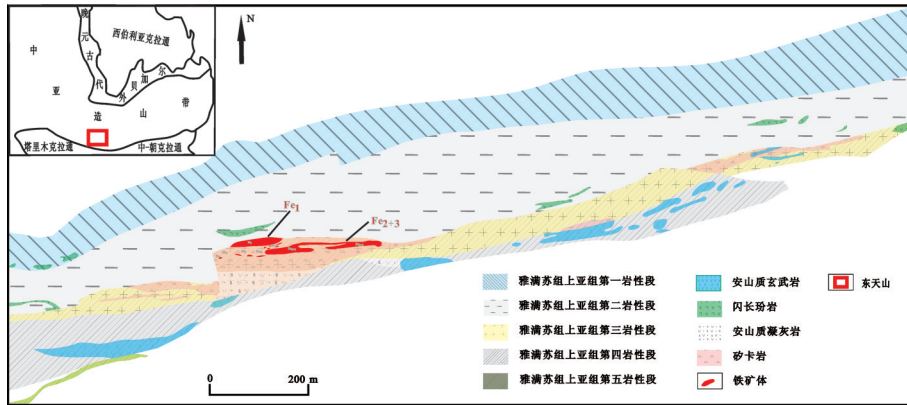 N
晚元古代外贝加尔
西伯利亚克拉通
中亚造山带
塔里木克拉通
中-朝克拉通
Fe1
Fe2+3
0 200 m
雅满苏组上亚组第一岩性段
雅满苏组上亚组第二岩性段
雅满苏组上亚组第三岩性段
雅满苏组上亚组第四岩性段
雅满苏组上亚组第五岩性段
安山质玄武岩
闪长玢岩
安山质凝灰岩
矽卡岩
铁矿体
东天山